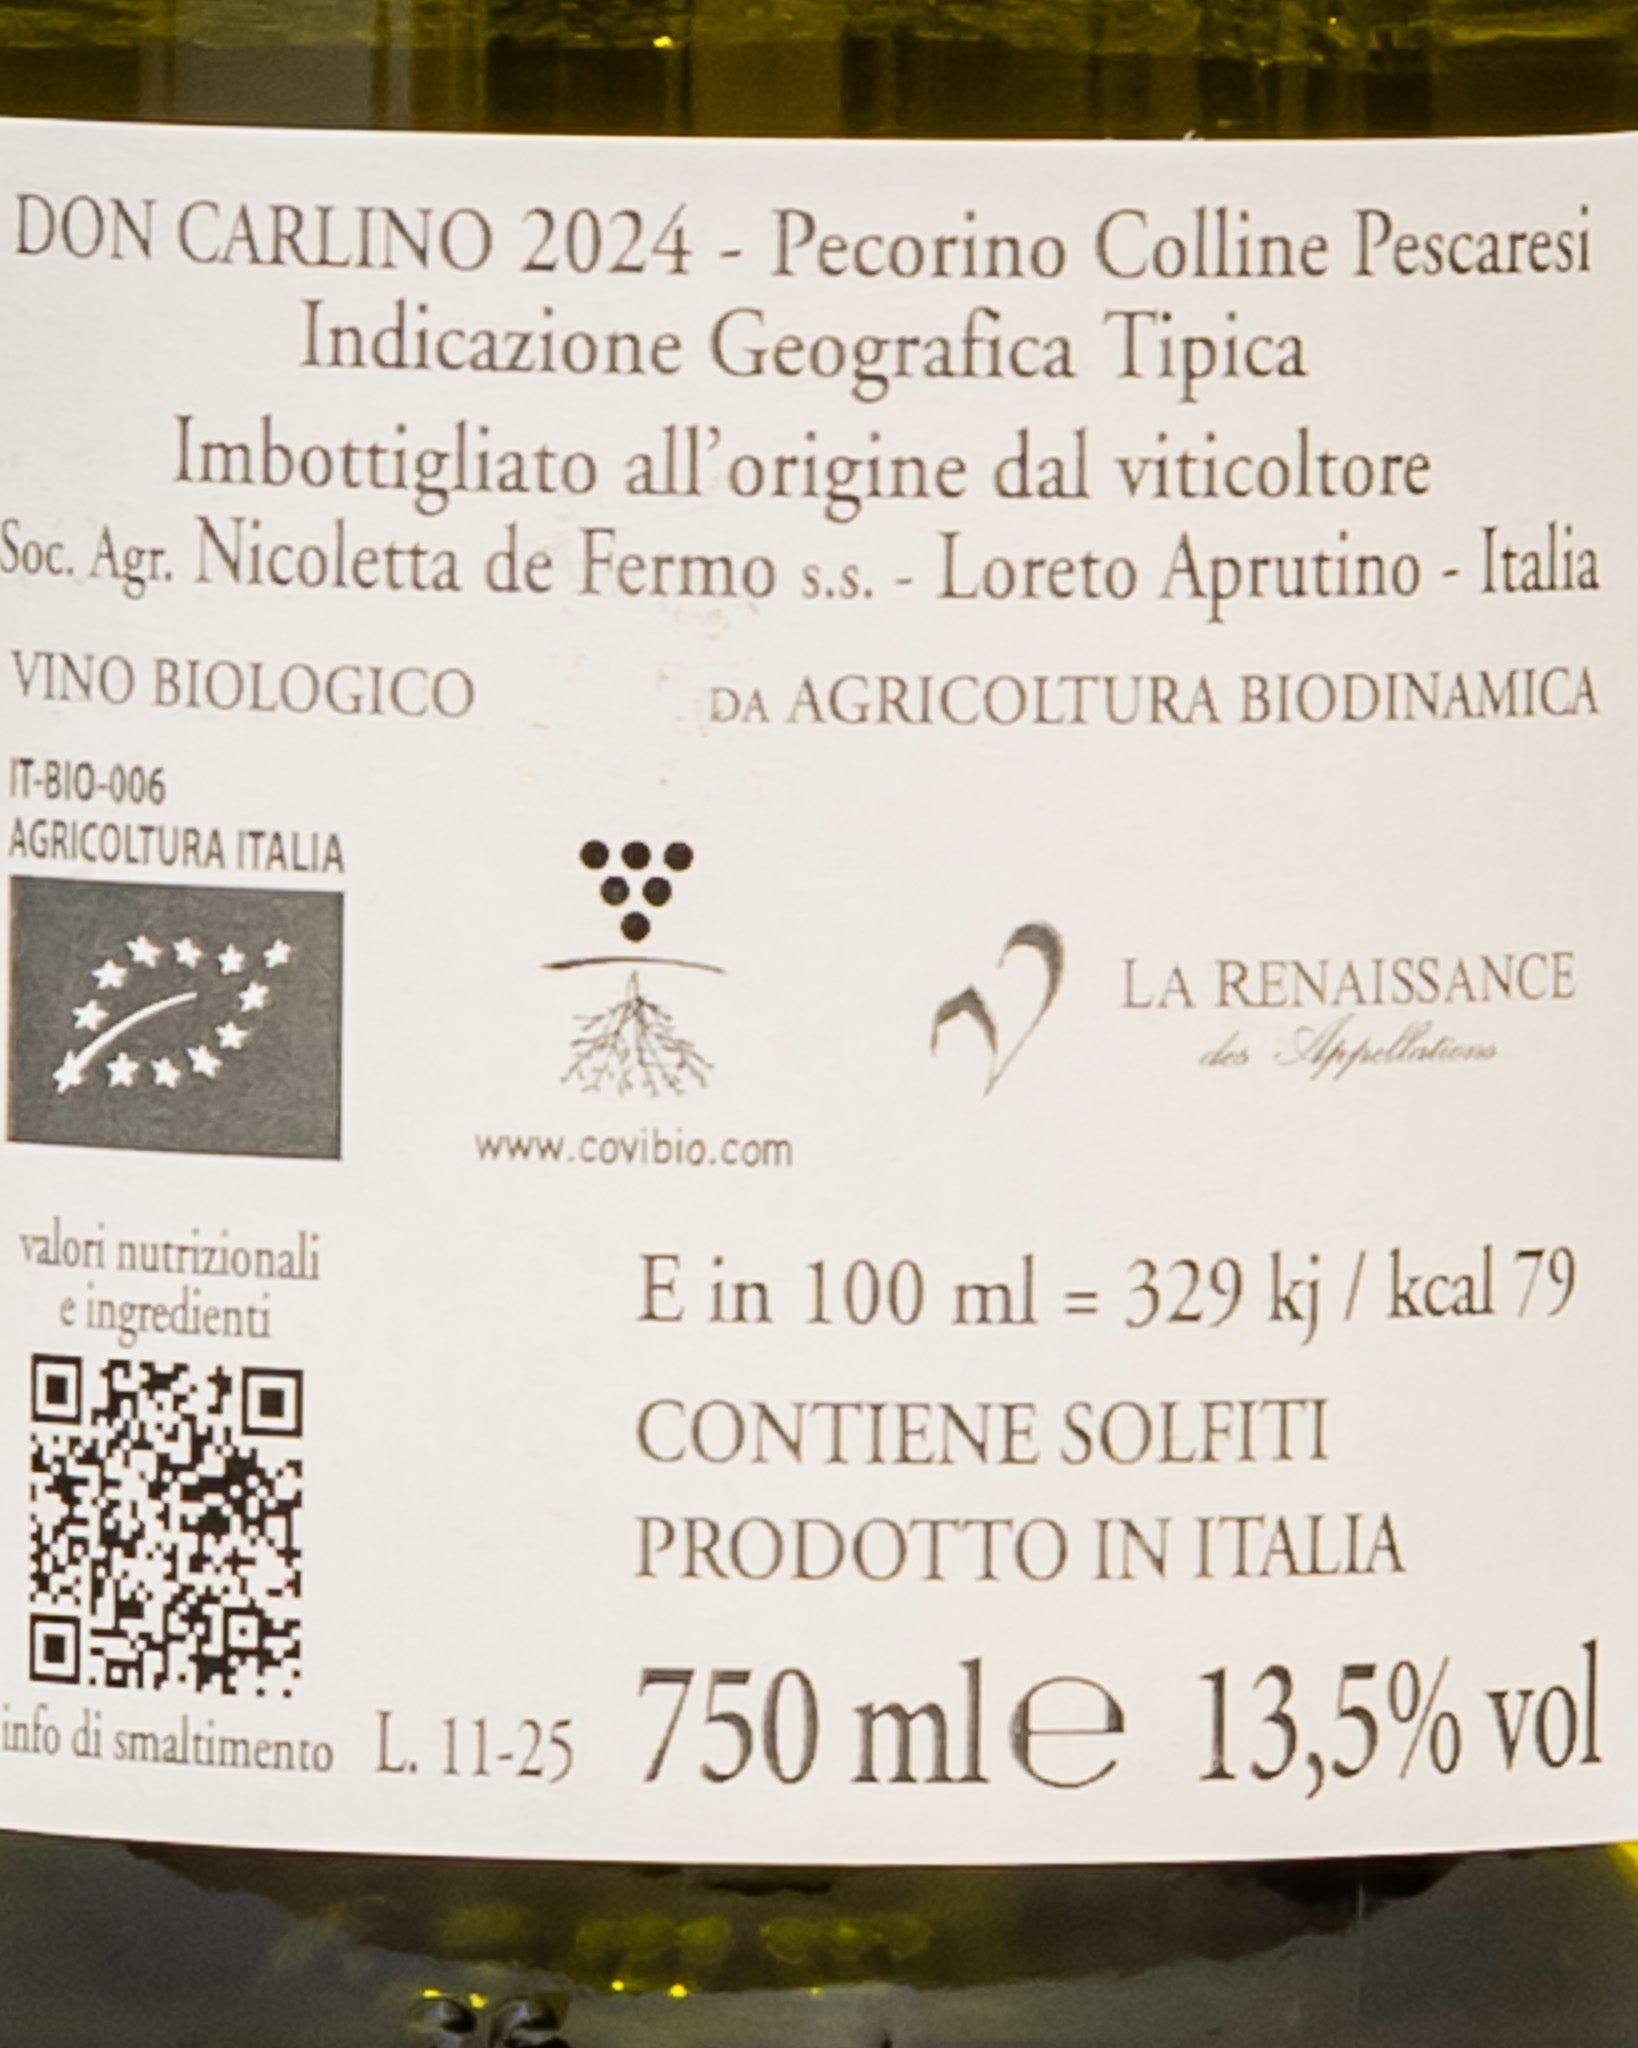 DON CARLINO 2024 - Pecorino Colline Pescaresi
Indicazione Geografica Tipica
Imbottigliato all'origine dal viticoltore
Soc. Agr. Nicoletta de Fermo s.s. - Loreto Aprutino - Italia
VINO BIOLOGICO
DA AGRICOLTURA BIODINAMICA
IT-BIO-006
AGRICOLTURA ITALIA
www.covibio.com
LA RENAISSANCE
des Appellations
valori nutrizionali
e ingredienti
E in 100 ml = 329 kj / kcal 79
CONTIENE SOLFITI
PRODOTTO IN ITALIA
info di smaltimento
L. 11-25
750 ml ℮ 13,5% vol